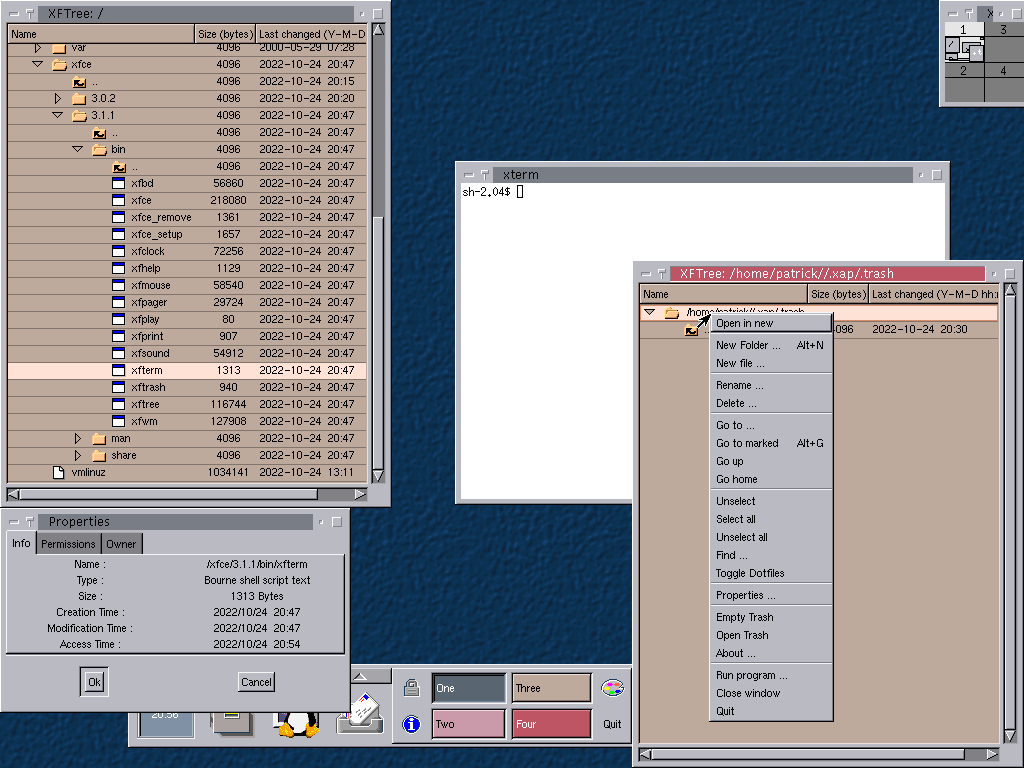 XFTree: /
Name Size (bytes) Last changed (Y-M-D
var 4096 2000-05-29 07:28
xfce 4096 2022-10-24 20:47
.. 4096 2022-10-24 20:15
3.0.2 4096 2022-10-24 20:20
3.1.1 4096 2022-10-24 20:47
.. 4096 2022-10-24 20:47
bin 4096 2022-10-24 20:47
.. 4096 2022-10-24 20:47
xfbd 56860 2022-10-24 20:47
xfce 218080 2022-10-24 20:47
xfce_remove 1361 2022-10-24 20:47
xfce_setup 1657 2022-10-24 20:47
xfclock 72256 2022-10-24 20:47
xfhelp 1129 2022-10-24 20:47
xfmouse 58540 2022-10-24 20:47
xfpager 29724 2022-10-24 20:47
xfplay 80 2022-10-24 20:47
xfprint 907 2022-10-24 20:47
xfsound 54912 2022-10-24 20:47
xfterm 1313 2022-10-24 20:47
xftrash 940 2022-10-24 20:47
xftree 116744 2022-10-24 20:47
xfwm 127908 2022-10-24 20:47
man 4096 2022-10-24 20:47
share 4096 2022-10-24 20:47
vmlinuz 1034141 2022-10-24 13:11
X
1 3
2 4
xterm
sh-2.04$
XFTree: /home/patrick//.xap/.trash
Name Size (bytes) Last changed (Y-M-D hh:
/home/patrick//.xap/.trash
.. 4096 2022-10-24 20:30
Open in new
New Folder ... Alt+N
New file ...
Rename ...
Delete ...
Go to ...
Go to marked Alt+G
Go up
Go home
Unselect
Select all
Unselect all
Find ...
Toggle Dotfiles
Properties ...
Empty Trash
Open Trash
About ...
Run program ...
Close window
Quit
Properties
Info Permissions Owner
Name : /xfce/3.1.1/bin/xfterm
Type : Bourne shell script text
Size : 1313 Bytes
Creation Time : 2022/10/24 20:47
Modification Time : 2022/10/24 20:47
Access Time : 2022/10/24 20:54
Ok Cancel
20:56
One Three
Two Four Quit